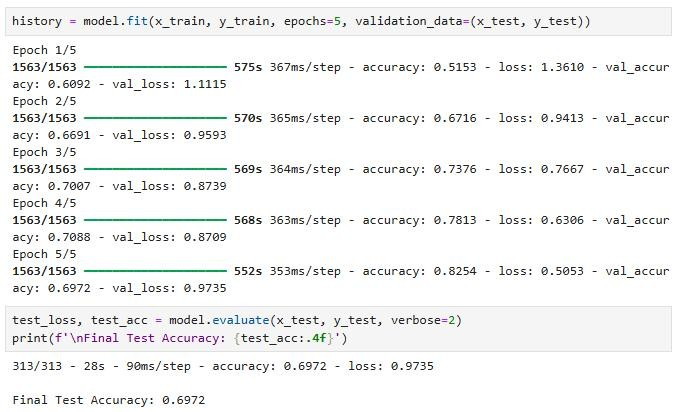 history = model.fit(x_train, y_train, epochs=5, validation_data=(x_test, y_test))
Epoch 1/5
1563/1563 ━━━━━━━━━━━━━━━━━━━━ 575s 367ms/step - accuracy: 0.5153 - loss: 1.3610 - val_accur
acy: 0.6092 - val_loss: 1.1115
Epoch 2/5
1563/1563 ━━━━━━━━━━━━━━━━━━━━ 570s 365ms/step - accuracy: 0.6716 - loss: 0.9413 - val_accur
acy: 0.6691 - val_loss: 0.9593
Epoch 3/5
1563/1563 ━━━━━━━━━━━━━━━━━━━━ 569s 364ms/step - accuracy: 0.7376 - loss: 0.7667 - val_accur
acy: 0.7007 - val_loss: 0.8739
Epoch 4/5
1563/1563 ━━━━━━━━━━━━━━━━━━━━ 568s 363ms/step - accuracy: 0.7813 - loss: 0.6306 - val_accur
acy: 0.7088 - val_loss: 0.8709
Epoch 5/5
1563/1563 ━━━━━━━━━━━━━━━━━━━━ 552s 353ms/step - accuracy: 0.8254 - loss: 0.5053 - val_accur
acy: 0.6972 - val_loss: 0.9735
test_loss, test_acc = model.evaluate(x_test, y_test, verbose=2)
print(f'\nFinal Test Accuracy: {test_acc:.4f}')
313/313 - 28s - 90ms/step - accuracy: 0.6972 - loss: 0.9735
Final Test Accuracy: 0.6972